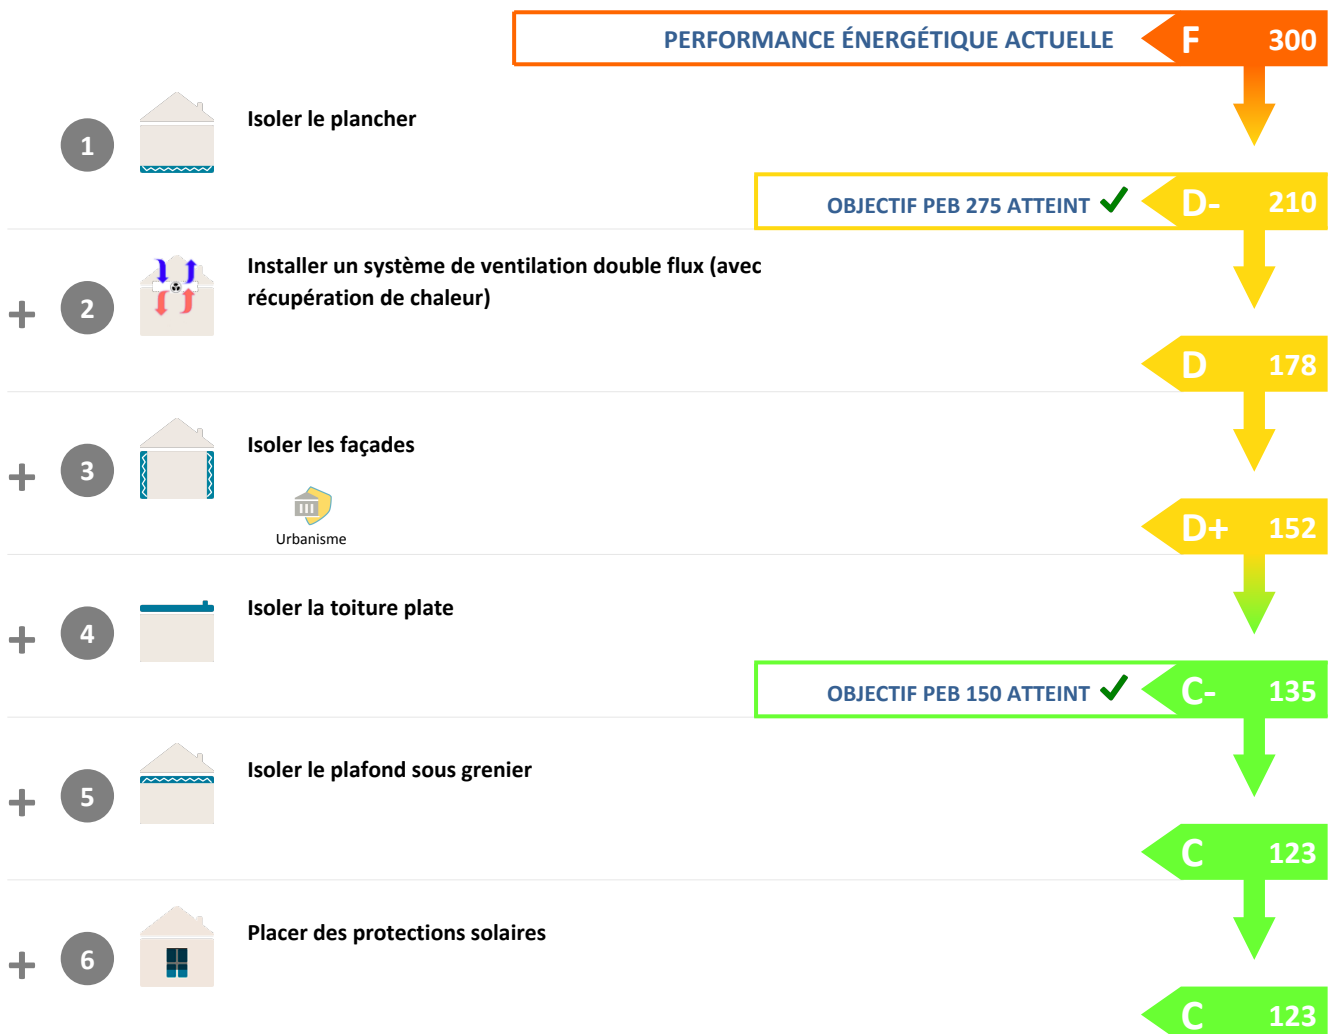 PERFORMANCE ÉNERGÉTIQUE ACTUELLE F 300
1 Isoler le plancher
OBJECTIF PEB 275 ATTEINT D- 210
+ 2 Installer un système de ventilation double flux (avec
récupération de chaleur)
D 178
+ 3 Isoler les façades
Urbanisme
D+ 152
+ 4 Isoler la toiture plate
OBJECTIF PEB 150 ATTEINT C- 135
+ 5 Isoler le plafond sous grenier
C 123
+ 6 Placer des protections solaires
C 123